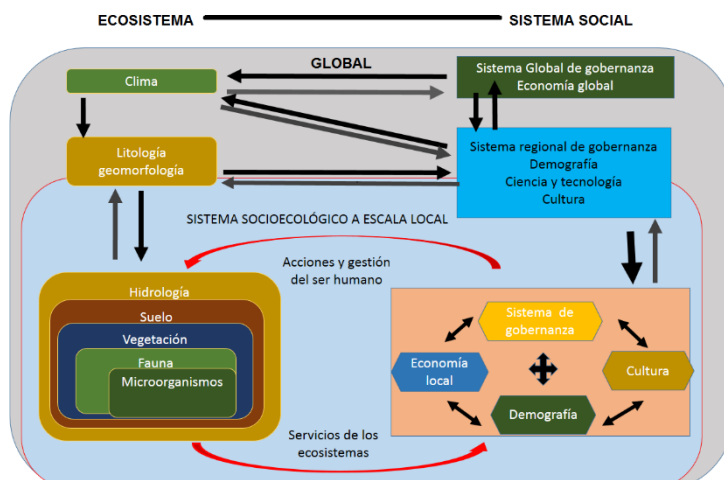 ECOSISTEMA
SISTEMA SOCIAL
GLOBAL
Clima
Sistema Global de gobernanza
Economía global
Litología
geomorfología
Sistema regional de gobernanza
Demografía
Ciencia y tecnología
Cultura
SISTEMA SOCIOECOLÓGICO A ESCALA LOCAL
Acciones y gestión
del ser humano
Hidrología
Suelo
Vegetación
Fauna
Microorganismos
Sistema de
gobernanza
Economía
local
Cultura
Demografía
Servicios de los
ecosistemas